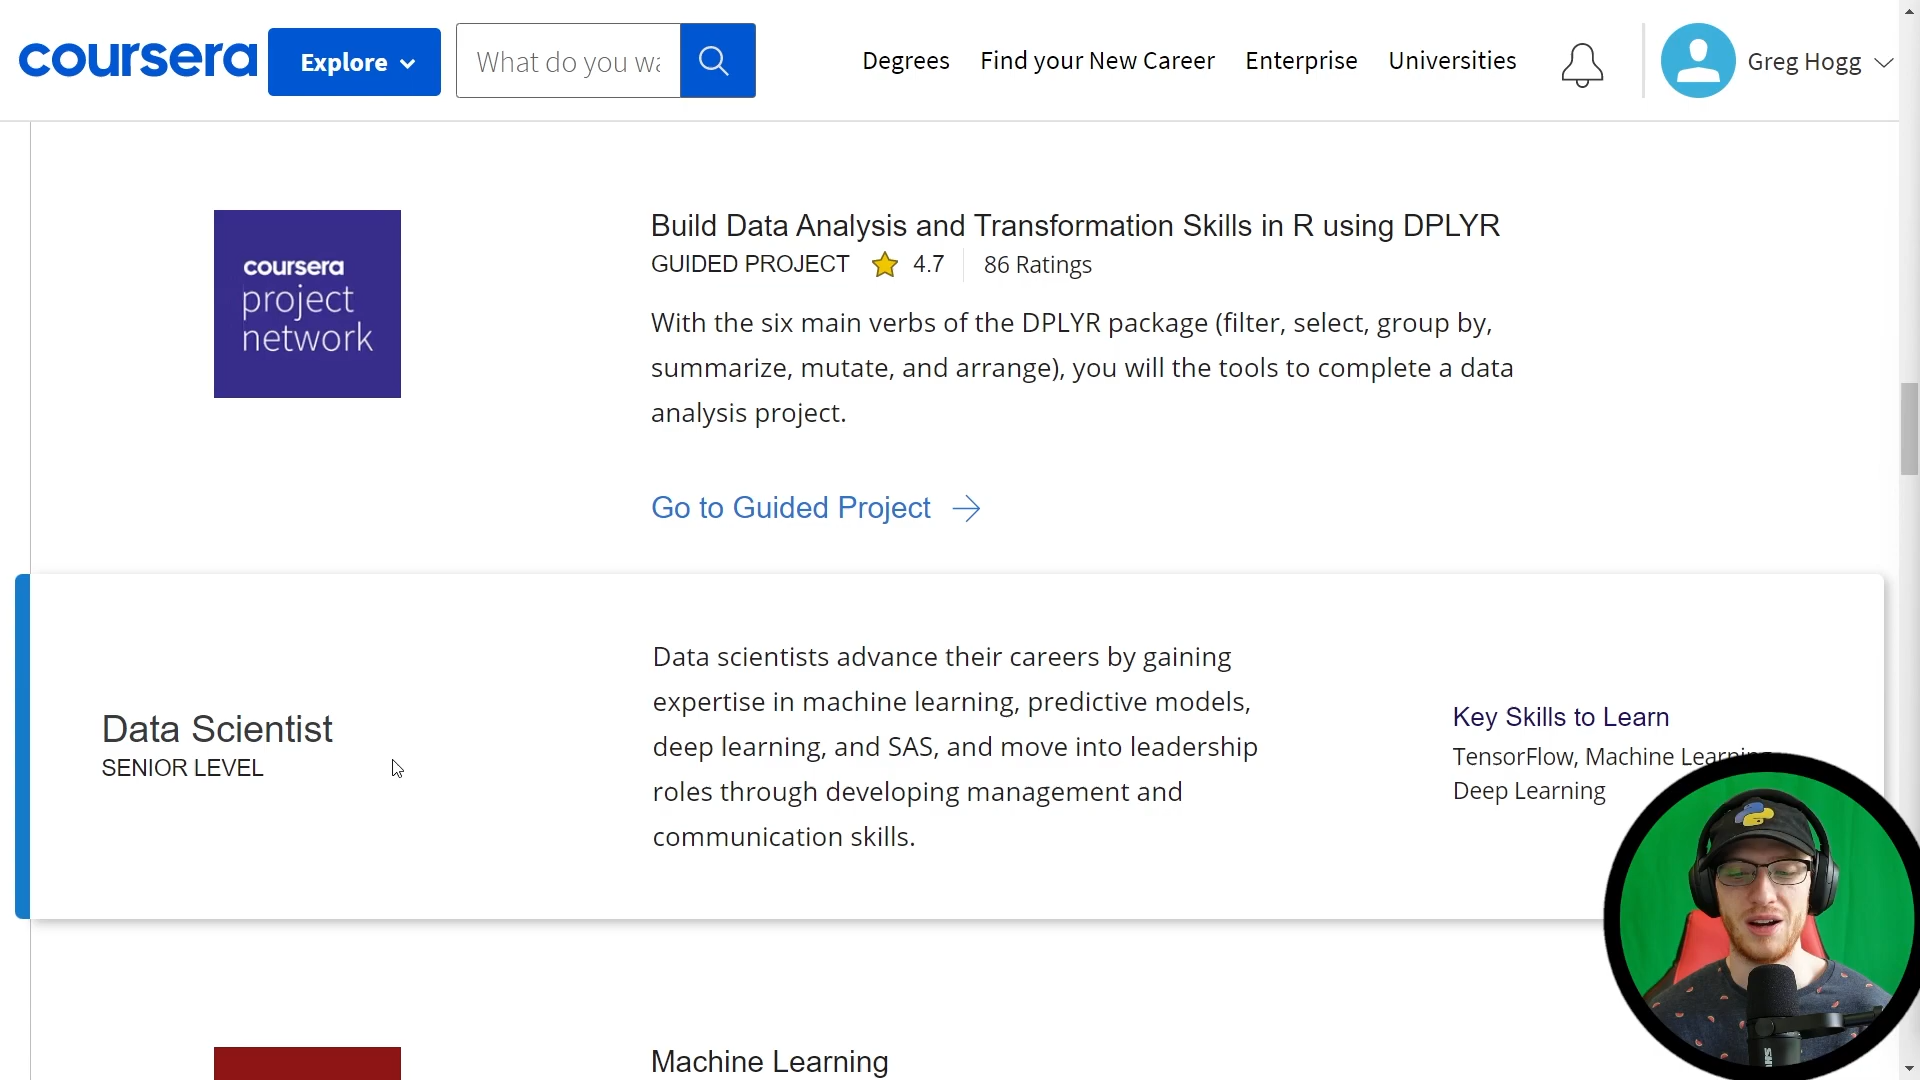 coursera
Explore
What do you wa
Degrees
Find your New Career
Enterprise
Universities
Greg Hogg
coursera
project
network
Build Data Analysis and Transformation Skills in R using DPLYR
GUIDED PROJECT 4.7 86 Ratings
With the six main verbs of the DPLYR package (filter, select, group by,
summarize, mutate, and arrange), you will the tools to complete a data
analysis project.
Go to Guided Project
Data Scientist
SENIOR LEVEL
Data scientists advance their careers by gaining
expertise in machine learning, predictive models,
deep learning, and SAS, and move into leadership
roles through developing management and
communication skills.
Key Skills to Learn
TensorFlow, Machine Learning
Deep Learning
Machine Learning